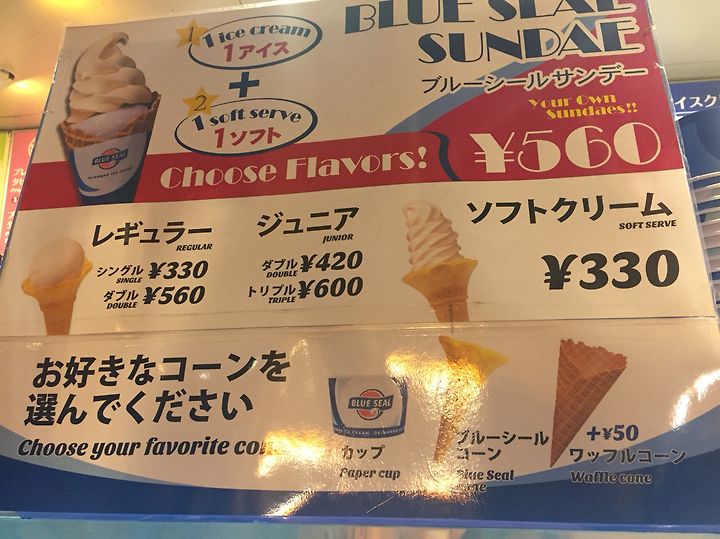 BLUE SEAL
SUNDAE
ブルーシールサンデー
1
1 ice cream
1アイス
+
2
1 soft serve
1ソフト
Your Own
Sundaes!!
Choose Flavors!
¥560
BLUE SEAL
レギュラー
REGULAR
シングル ¥330
SINGLE
ダブル ¥560
DOUBLE
ジュニア
JUNIOR
ダブル ¥420
DOUBLE
トリプル ¥600
TRIPLE
ソフトクリーム
SOFT SERVE
¥330
お好きなコーンを
選んでください
Choose your favorite
BLUE SEAL
カップ
Paper cup
ブルーシール
コーン
Blue Seal
+¥50
ワッフルコーン
Waffle cone